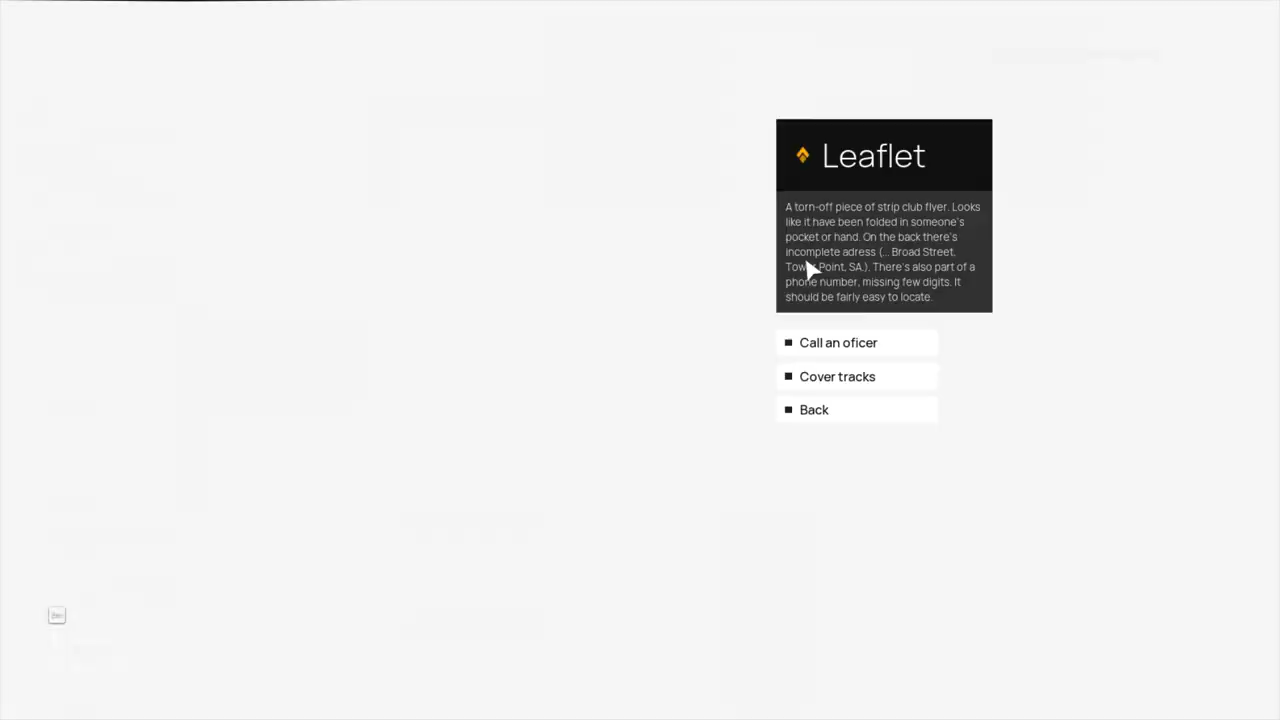 Leaflet
A torn-off piece of strip club flyer. Looks
like it have been folded in someone's
pocket or hand. On the back there's
incomplete adress (... Broad Street,
Tower Point, SA.). There's also part of a
phone number, missing few digits. It
should be fairly easy to locate.
Call an oficer
Cover tracks
Back